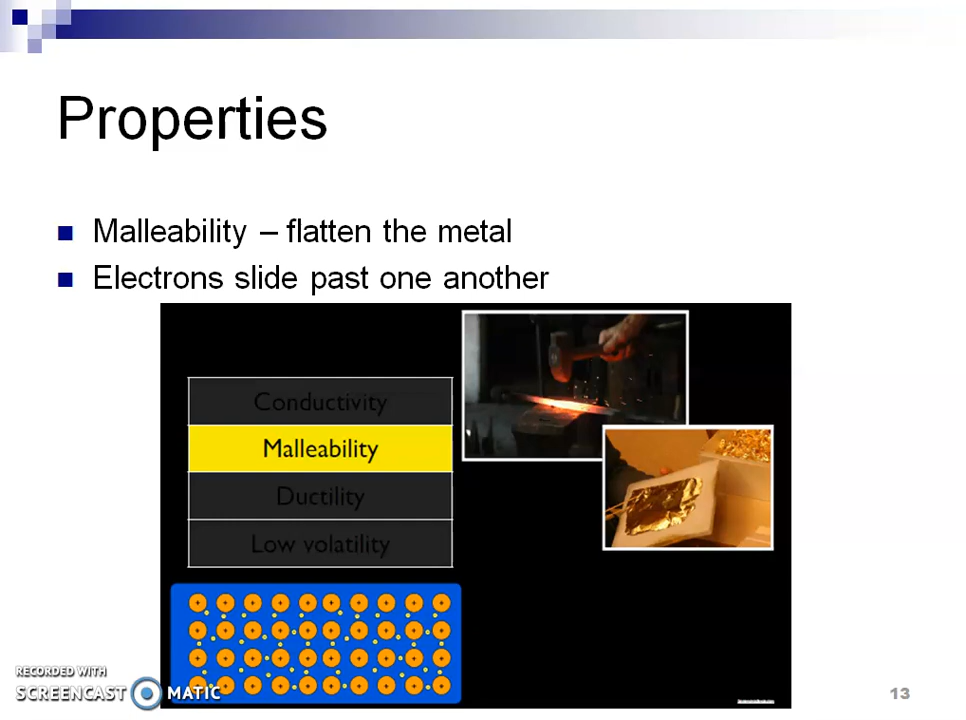 Properties
Malleability – flatten the metal
Electrons slide past one another
Conductivity
Malleability
Ductility
Low volatility
RECORDED WITH
SCREENCAST MATIC
13